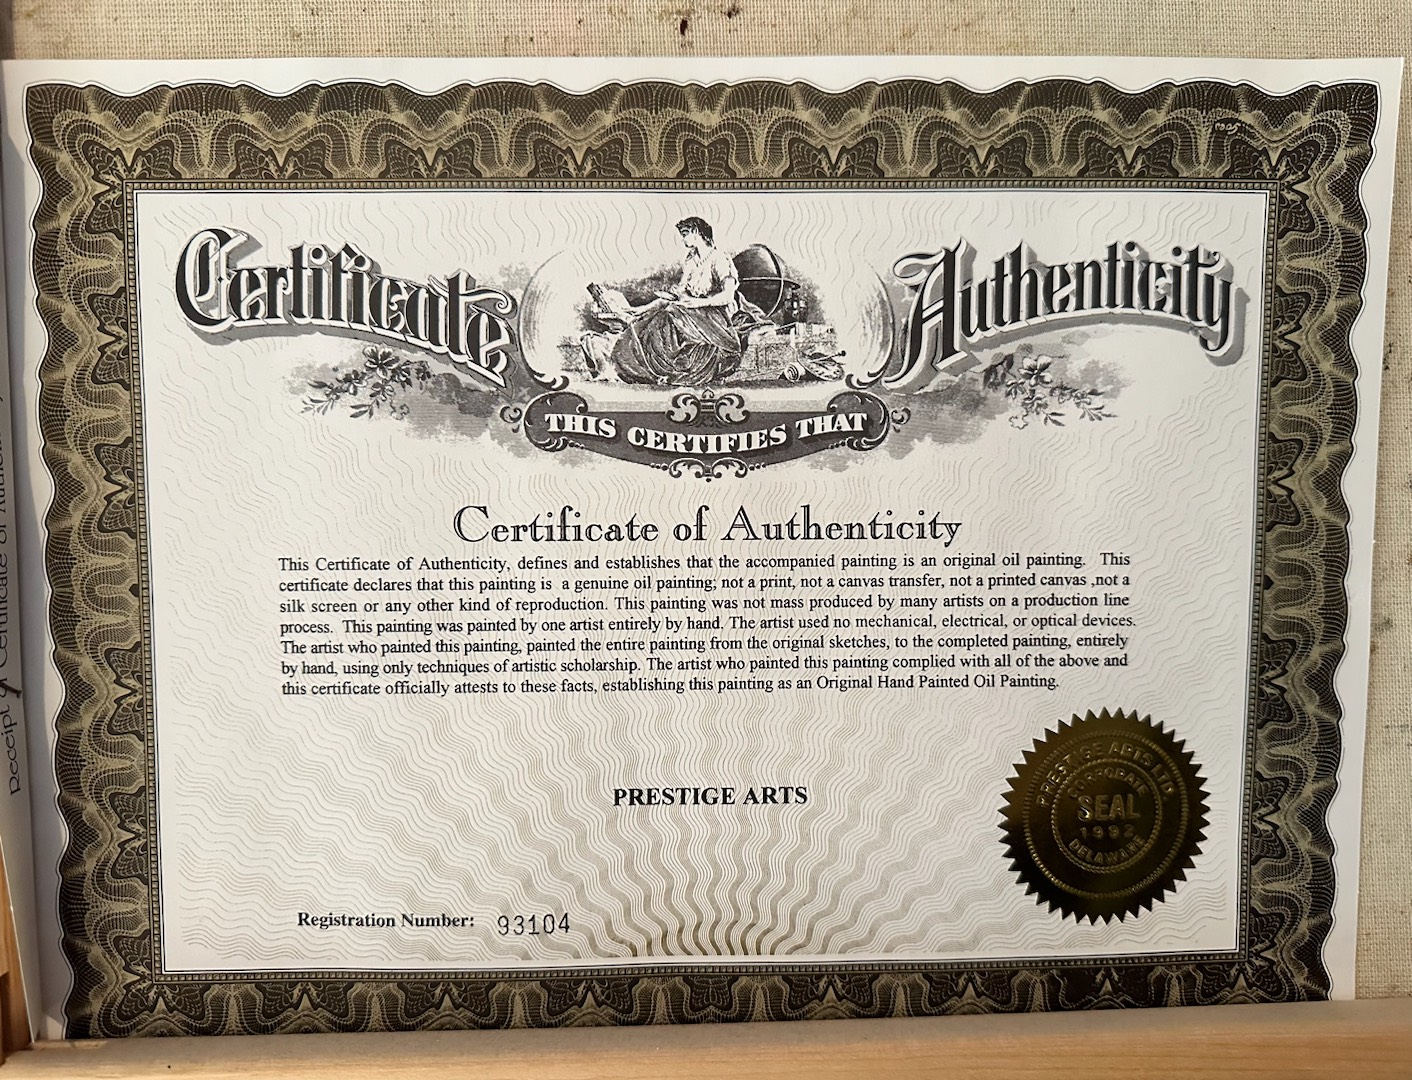 Certificate Authenticity
THIS CERTIFIES THAT
Certificate of Authenticity
This Certificate of Authenticity, defines and establishes that the accompanied painting is an original oil painting. This
certificate declares that this painting is a genuine oil painting; not a print, not a canvas transfer, not a printed canvas ,not a
silk screen or any other kind of reproduction. This painting was not mass produced by many artists on a production line
process. This painting was painted by one artist entirely by hand. The artist used no mechanical, electrical, or optical devices.
The artist who painted this painting, painted the entire painting from the original sketches, to the completed painting, entirely
by hand, using only techniques of artistic scholarship. The artist who painted this painting complied with all of the above and
this certificate officially attests to these facts, establishing this painting as an Original Hand Painted Oil Painting.
PRESTIGE ARTS
PRESTIGE ARTS LTD.
CORPORATE
SEAL
1992
DELAWARE
Registration Number: 93104
Receipt of Certificate of